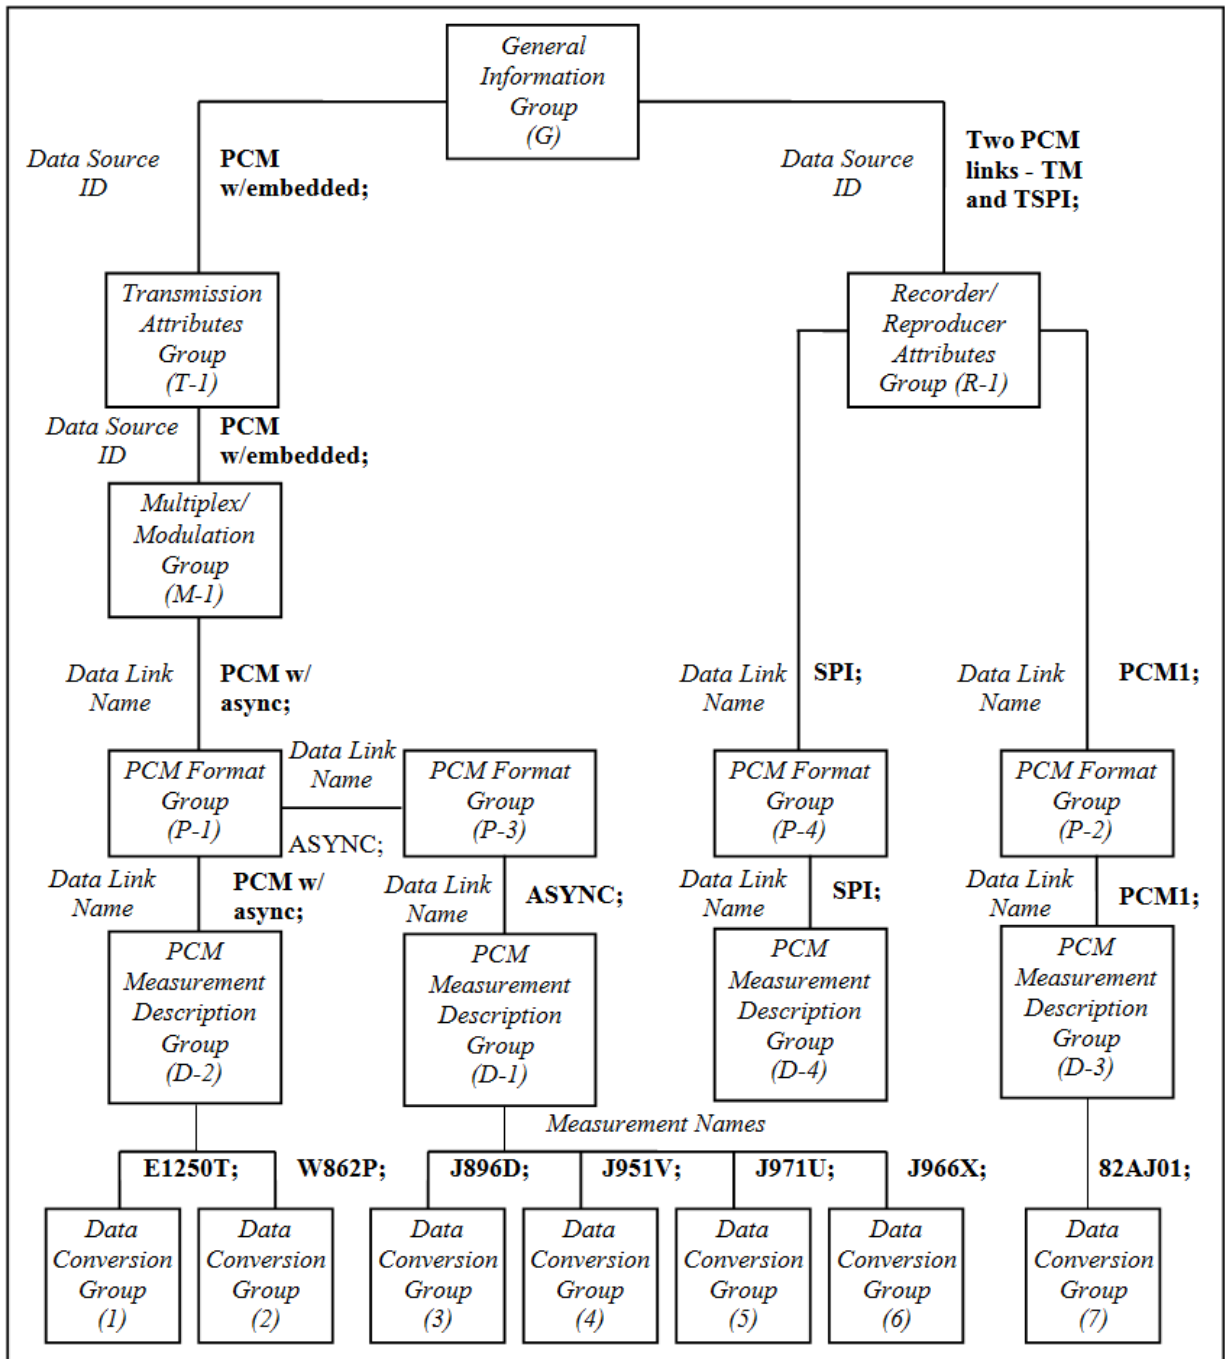 General
Information
Group
(G)
Data Source
ID
PCM
w/embedded;
Data Source
ID
Two PCM
links - TM
and TSPI;
Transmission
Attributes
Group
(T-1)
Recorder/
Reproducer
Attributes
Group (R-1)
Data Source
ID
PCM
w/embedded;
Multiplex/
Modulation
Group
(M-1)
Data Link
Name
PCM w/
async;
Data Link
Name
SPI;
Data Link
Name
PCM1;
PCM Format
Group
(P-1)
Data Link
Name
ASYNC;
PCM Format
Group
(P-3)
PCM Format
Group
(P-4)
PCM Format
Group
(P-2)
Data Link
Name
PCM w/
async;
Data Link
Name
ASYNC;
Data Link
Name
SPI;
Data Link
Name
PCM1;
PCM
Measurement
Description
Group
(D-2)
PCM
Measurement
Description
Group
(D-1)
PCM
Measurement
Description
Group
(D-4)
PCM
Measurement
Description
Group
(D-3)
Measurement Names
E1250T;
W862P;
J896D;
J951V;
J971U;
J966X;
82AJ01;
Data
Conversion
Group
(1)
Data
Conversion
Group
(2)
Data
Conversion
Group
(3)
Data
Conversion
Group
(4)
Data
Conversion
Group
(5)
Data
Conversion
Group
(6)
Data
Conversion
Group
(7)